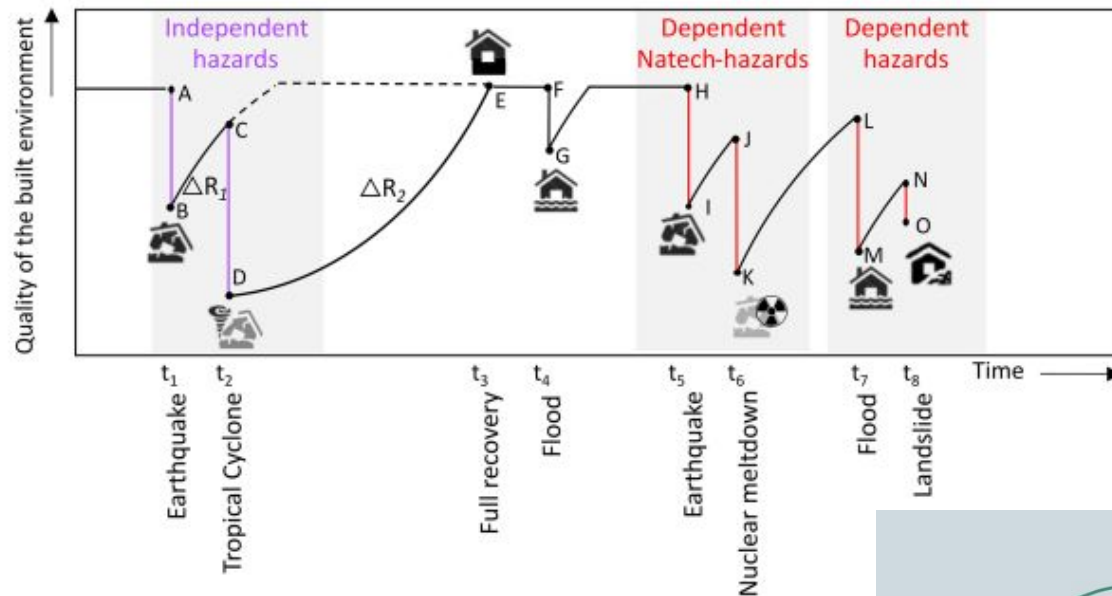 Quality of the built environment
Independent
hazards
Dependent
Natech-hazards
Dependent
hazards
A
B
C
D
E
F
G
H
I
J
K
L
M
N
O
△R₁
△R₂
t₁
t₂
t₃
t₄
t₅
t₆
t₇
t₈
Time
Earthquake
Tropical Cyclone
Full recovery
Flood
Earthquake
Nuclear meltdown
Flood
Landslide